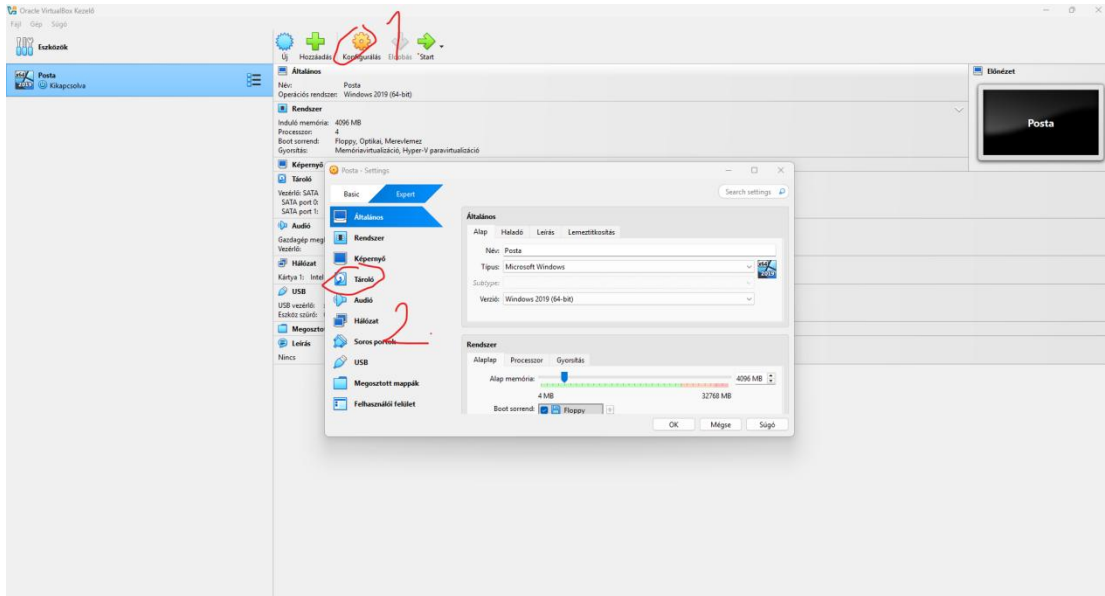 Oracle VirtualBox Kezelő
Fájl Gép Súgó
Eszközök
Új Hozzáadás Konfigurálás Eldobás Start
1
Posta
Kikapcsolva
Általános
Név: Posta
Operációs rendszer: Windows 2019 (64-bit)
Rendszer
Induló memória: 4096 MB
Processzor: 4
Boot sorrend: Floppy, Optikai, Merevlemez
Gyorsítás: Memóriavirtualizáció, Hyper-V paravirtualizáció
Képernyő
Tároló
Vezérlő: SATA
SATA port 0:
SATA port 1:
Audió
Gazdagép meg
Vezérlő:
Hálózat
Kártya 1: Intel
USB
USB vezérlő:
Eszköz szűrő:
Megoszto
Leírás
Nincs
Előnézet
Posta
Posta - Settings
Basic Expert
Search settings
Általános
Rendszer
Képernyő
Tároló
Audió
Hálózat
Soros portok
USB
Megosztott mappák
Felhasználói felület
2.
Általános
Alap Haladó Leírás Lemeztitkosítás
Név: Posta
Típus: Microsoft Windows
Subtype:
Verzió: Windows 2019 (64-bit)
Rendszer
Alaplap Processzor Gyorsítás
Alap memória: 4096 MB
4 MB 32768 MB
Boot sorrend: Floppy
OK Mégse Súgó